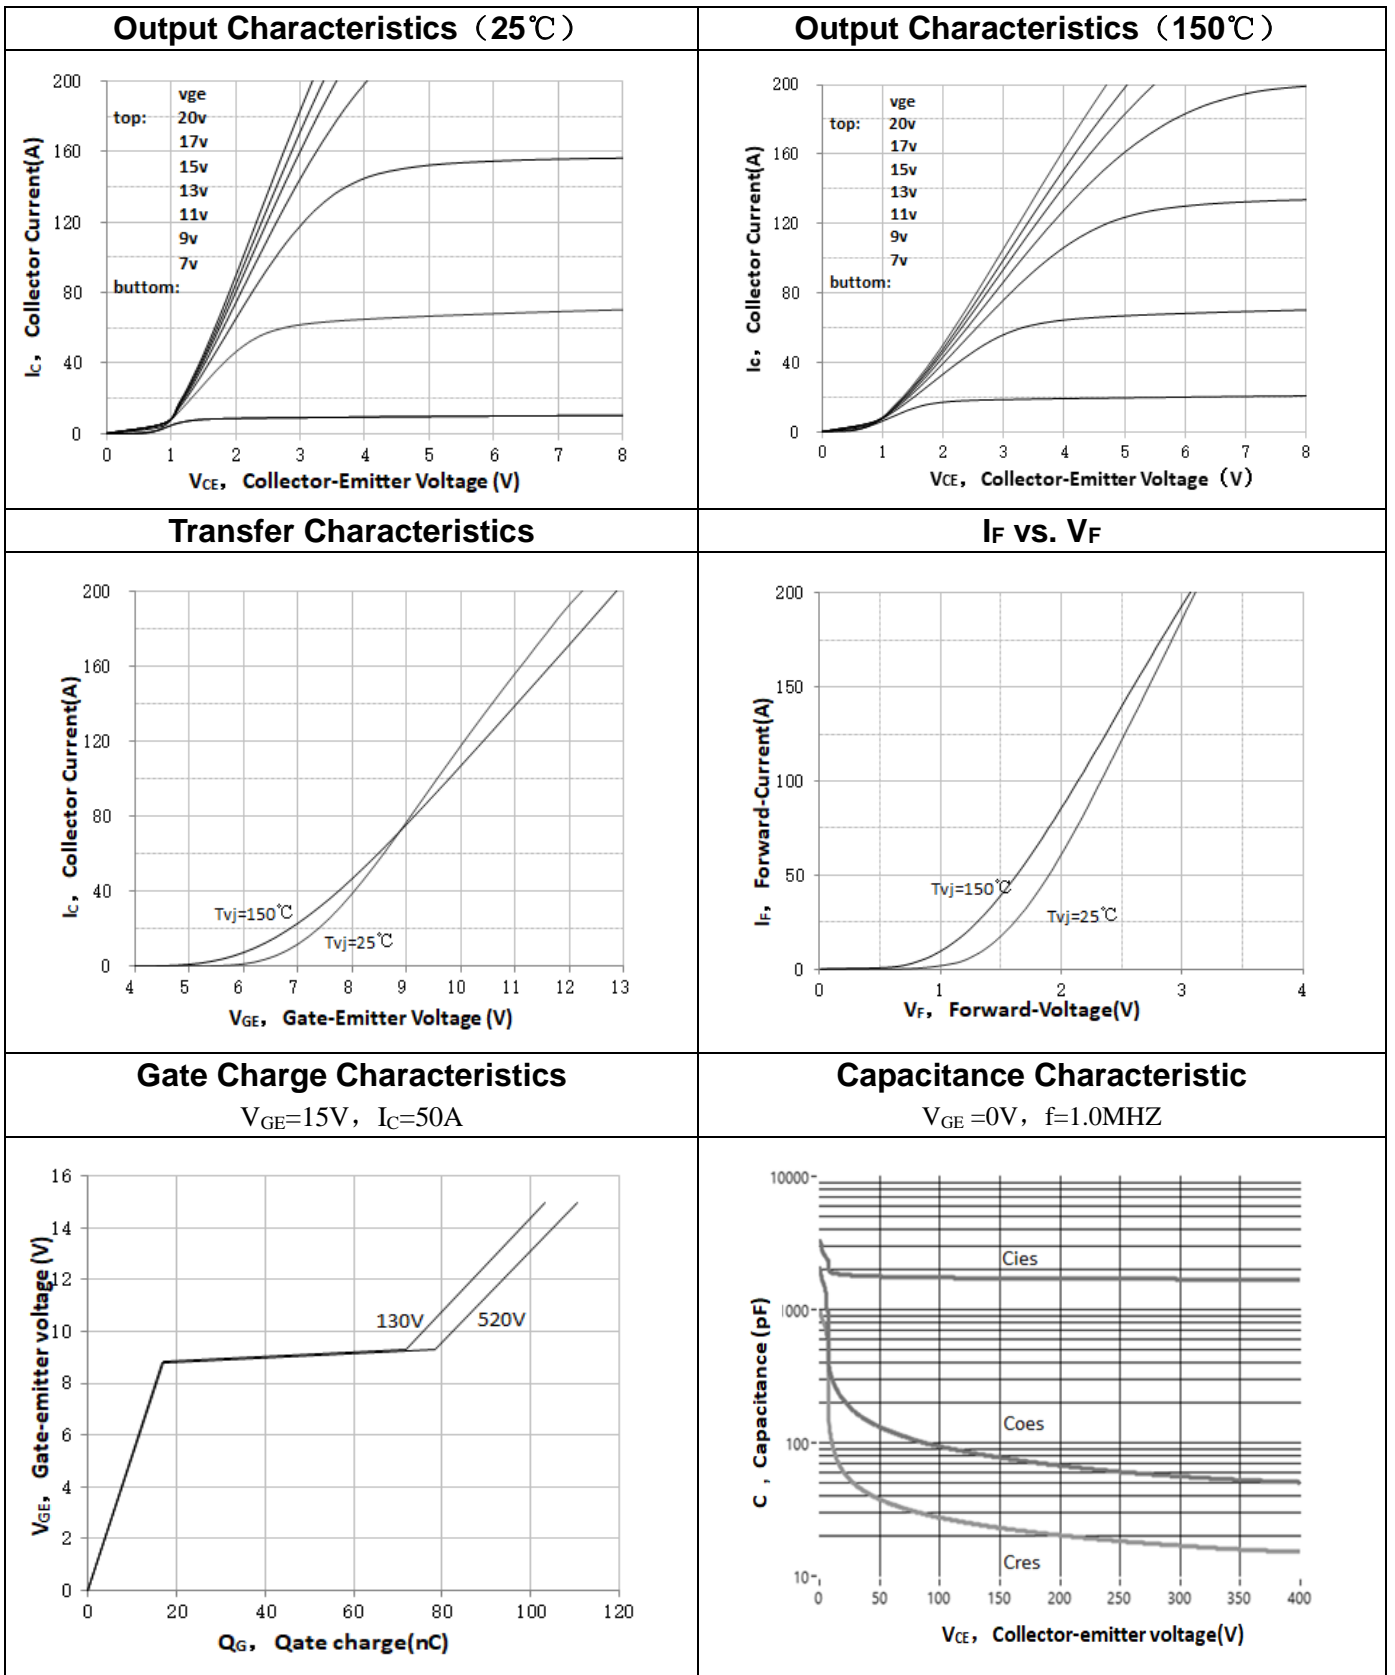 Output Characteristics（25℃）
200
160
120
80
40
0
0 1 2 3 4 5 6 7 8
vge
top: 20v
17v
15v
13v
11v
9v
7v
buttom:
IC， Collector Current(A)
VCE， Collector-Emitter Voltage (V)
Output Characteristics（150℃）
200
160
120
80
40
0
0 1 2 3 4 5 6 7 8
vge
top: 20v
17v
15v
13v
11v
9v
7v
buttom:
Ic， Collector Current(A)
VCE， Collector-Emitter Voltage（V）
Transfer Characteristics
200
160
120
80
40
0
4 5 6 7 8 9 10 11 12 13
Tvj=150℃
Tvj=25℃
IC， Collector Current(A)
VGE， Gate-Emitter Voltage (V)
IF vs. VF
200
150
100
50
0
0 1 2 3 4
Tvj=150℃
Tvj=25℃
IF， Forward-Current(A)
VF， Forward-Voltage(V)
Gate Charge Characteristics
VGE=15V，IC=50A
16
14
12
10
8
6
4
2
0
0 20 40 60 80 100 120
130V 520V
VGE， Gate-emitter voltage (V)
QG， Qate charge(nC)
Capacitance Characteristic
VGE =0V，f=1.0MHZ
10000
1000
100
10
0 50 100 150 200 250 300 350 400
Cies
Coes
Cres
C ，Capacitance (pF)
VCE， Collector-emitter voltage(V)